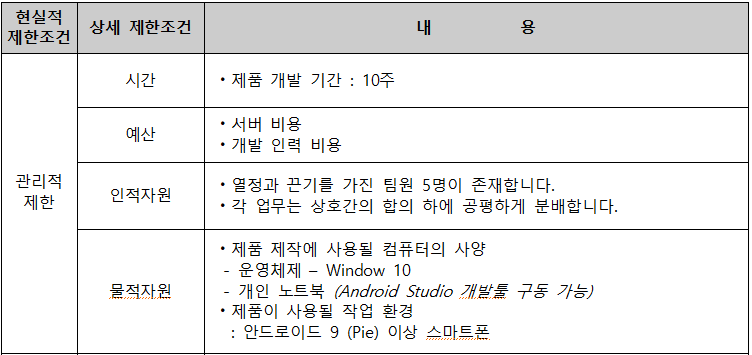 현실적
제한조건
상세 제한조건
내 용
관리적
제한
시간
• 제품 개발 기간 : 10주
예산
• 서버 비용
• 개발 인력 비용
인적자원
• 열정과 끈기를 가진 팀원 5명이 존재합니다.
• 각 업무는 상호간의 합의 하에 공평하게 분배합니다.
물적자원
• 제품 제작에 사용될 컴퓨터의 사양
- 운영체제 – Window 10
- 개인 노트북 (Android Studio 개발툴 구동 가능)
• 제품이 사용될 작업 환경
: 안드로이드 9 (Pie) 이상 스마트폰